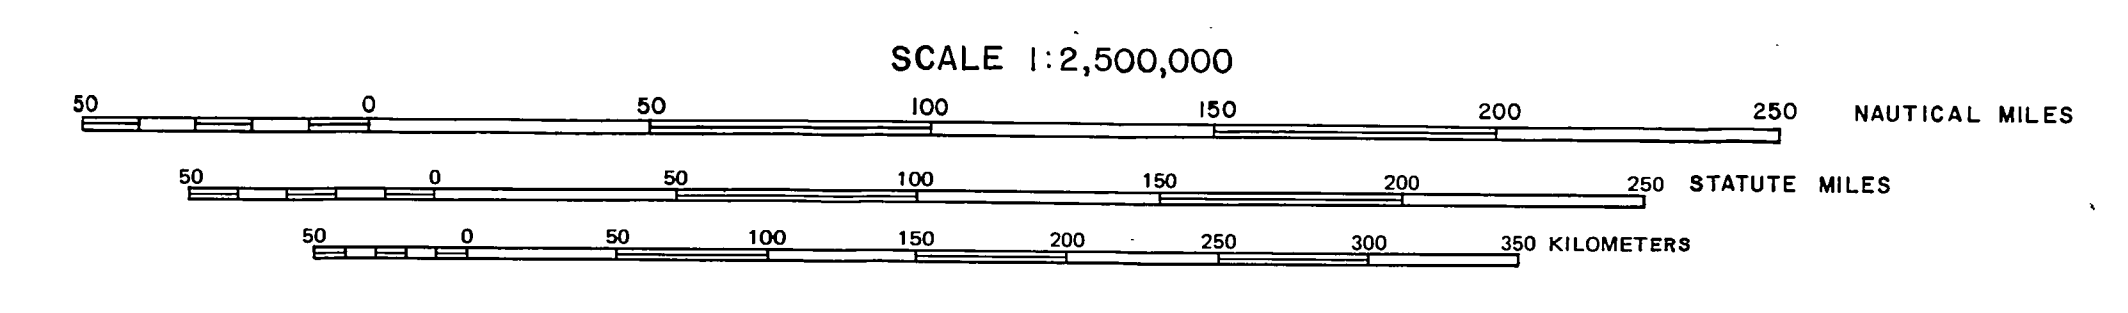 SCALE 1:2,500,000
50 0 50 100 150 200 250 NAUTICAL MILES
50 0 50 100 150 200 250 STATUTE MILES
50 0 50 100 150 200 250 300 350 KILOMETERS